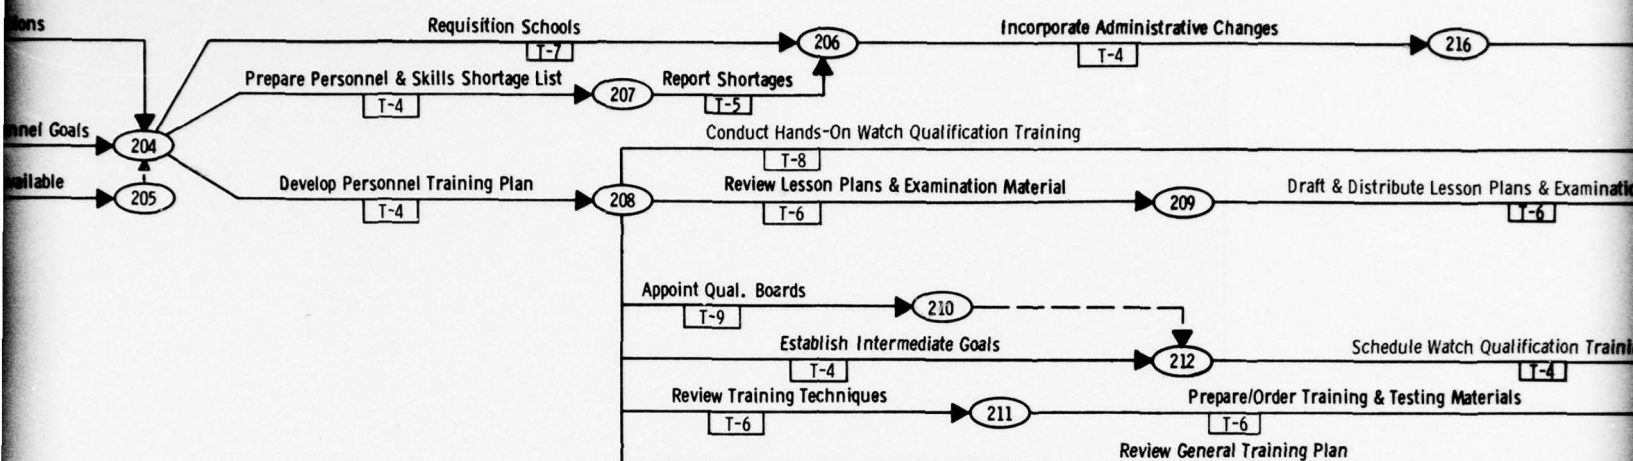 Requisition Schools
Incorporate Administrative Changes
206
216
T-7
T-4
Prepare Personnel & Skills Shortage List
Report Shortages
207
T-4
T-5
Goals
204
Conduct Hands-On Watch Qualification Training
T-8
Develop Personnel Training Plan
Review Lesson Plans & Examination Material
Draft & Distribute Lesson Plans &
205
208
209
T-4
T-6
T-6
Appoint Qual. Boards
210
T-9
Establish Intermediate Goals
Schedule Watch Qualification
212
T-4
T-4
Review Training Techniques
Prepare/Order Training & Testing Materials
211
T-6
T-6
Review General Training Plan